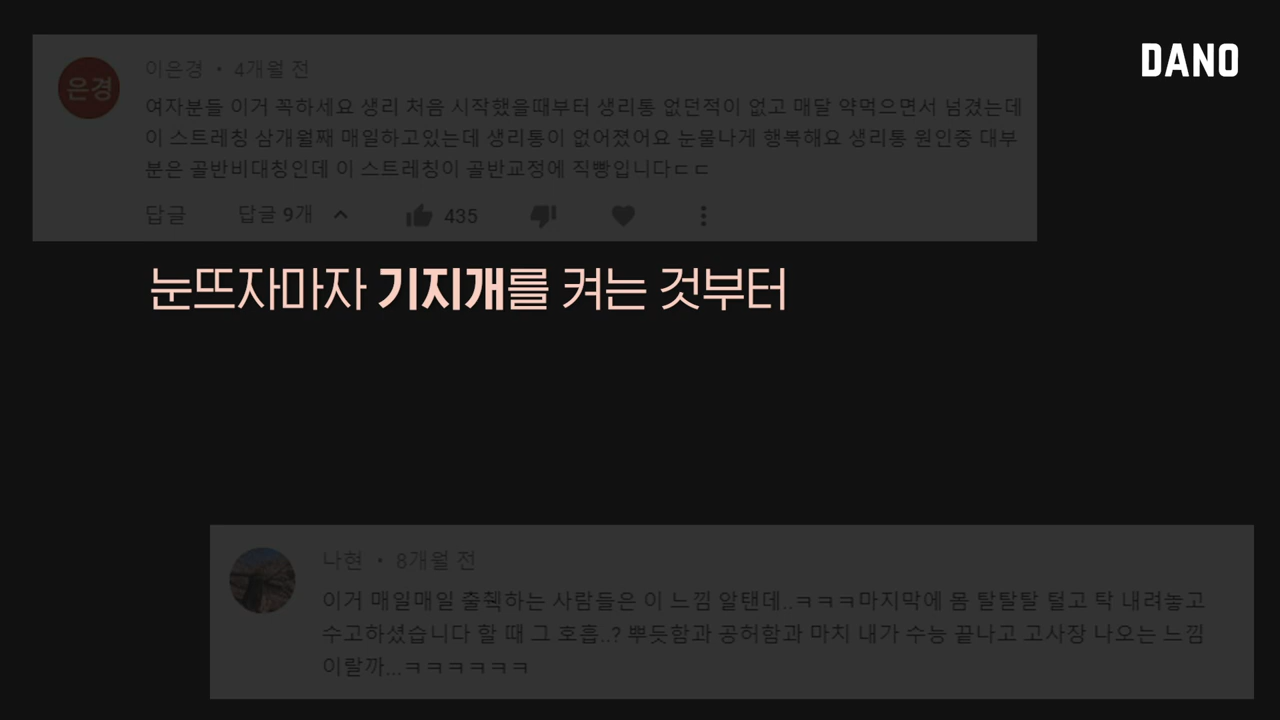 DANO
은경
이은경 • 4개월 전
여자분들 이거 꼭하세요 생리 처음 시작했을때부터 생리통 없던적이 없고 매달 약먹으면서 넘겼는데
이 스트레칭 삼개월째 매일하고있는데 생리통이 없어졌어요 눈물나게 행복해요 생리통 원인중 대부
분은 골반비대칭인데 이 스트레칭이 골반교정에 직빵입니다ㄷㄷ
답글 답글 9개 435
눈뜨자마자 기지개를 켜는 것부터
나현 • 8개월 전
이거 매일매일 출췍하는 사람들은 이 느낌 알탠데..ㅋㅋㅋ마지막에 몸 탈탈탈 털고 탁 내려놓고
수고하셨습니다 할 때 그 호흡..? 뿌듯함과 공허함과 마치 내가 수능 끝나고 고사장 나오는 느낌
이랄까...ㅋㅋㅋㅋㅋㅋ